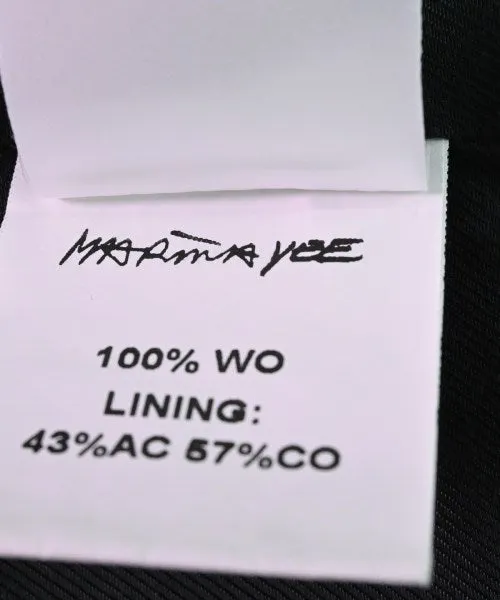 MARINA YEE
100% WO
LINING:
43%AC 57%CO